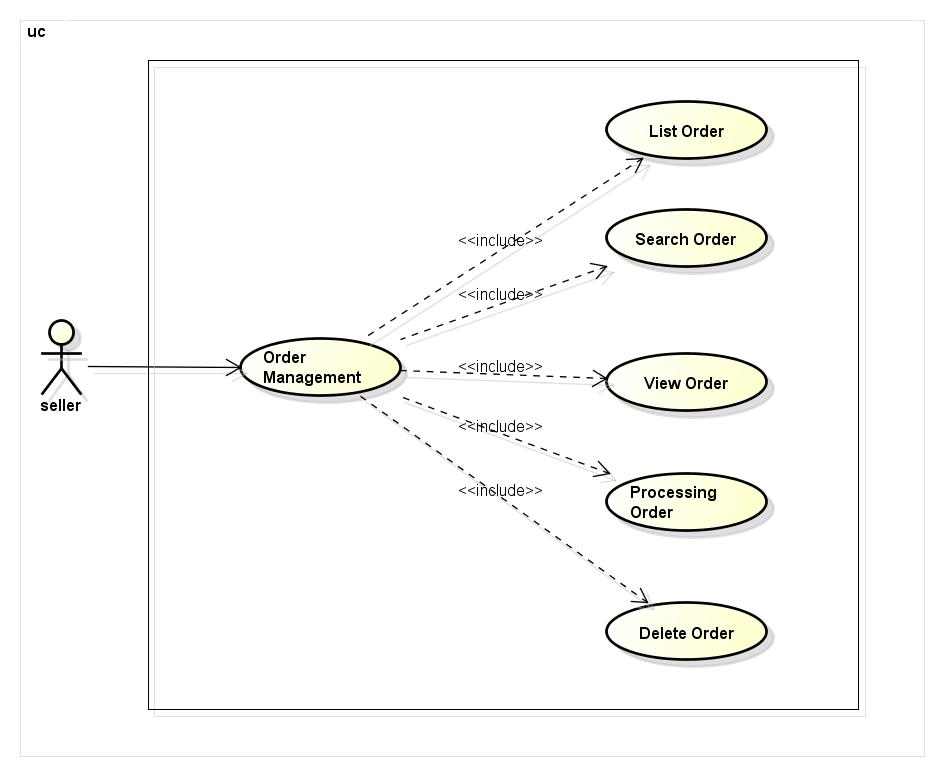 uc
List Order
Search Order
<<include>>
<<include>>
Order
Management
<<include>>
View Order
seller
<<include>>
Processing
Order
<<include>>
Delete Order